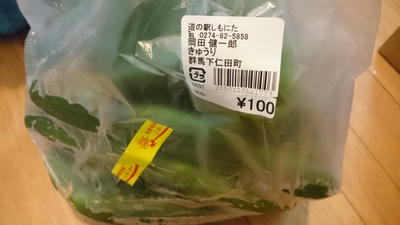 道の駅しもにた
℡ 0274-82-5858
岡田 健一郎
きゅうり
群馬下仁田町
¥100
0001